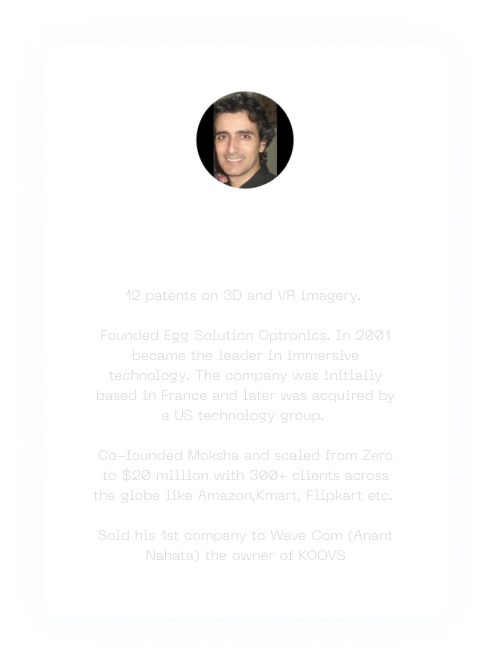 12 patents on 3D and VR imagery.
Founded Egg Solution Optronics. In 2001
became the leader in immersive
technology. The company was initially
based in France and later was acquired by
a US technology group.
Co-founded Moksha and scaled from Zero
to $20 million with 300+ clients across
the globe like Amazon,Kmart, Flipkart etc.
Sold his 1st company to Wave Com (Anant
Nahata) the owner of KOOVS